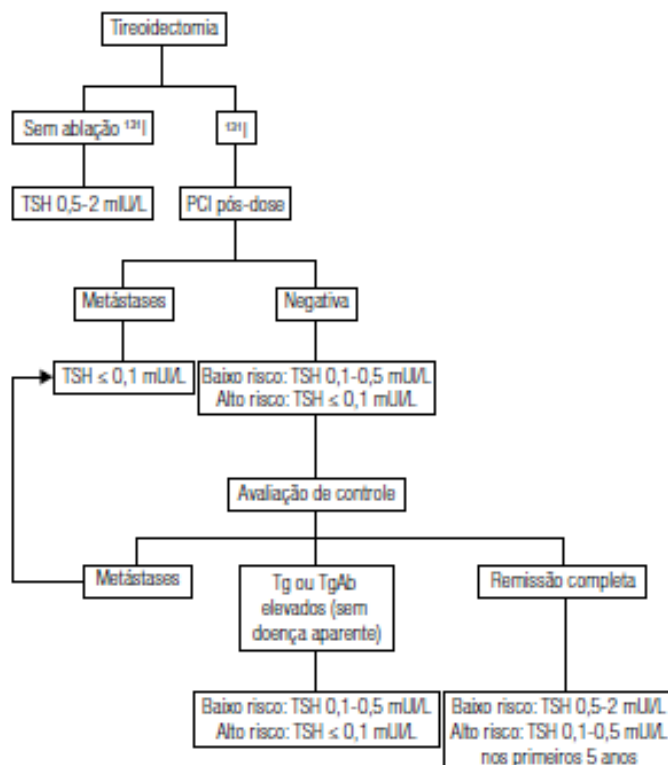 Tireoidectomia
Sem ablação ¹³¹I
¹³¹I
TSH 0,5-2 mIU/L
PCI pós-dose
Metástases
Negativa
TSH ≤ 0,1 mUI/L
Baixo risco: TSH 0,1-0,5 mUI/L
Alto risco: TSH ≤ 0,1 mUI/L
Avaliação de controle
Metástases
Tg ou TgAb
elevados (sem
doença aparente)
Remissão completa
Baixo risco: TSH 0,1-0,5 mUI/L
Alto risco: TSH ≤ 0,1 mUI/L
Baixo risco: TSH 0,5-2 mUI/L
Alto risco: TSH 0,1-0,5 mUI/L
nos primeiros 5 anos